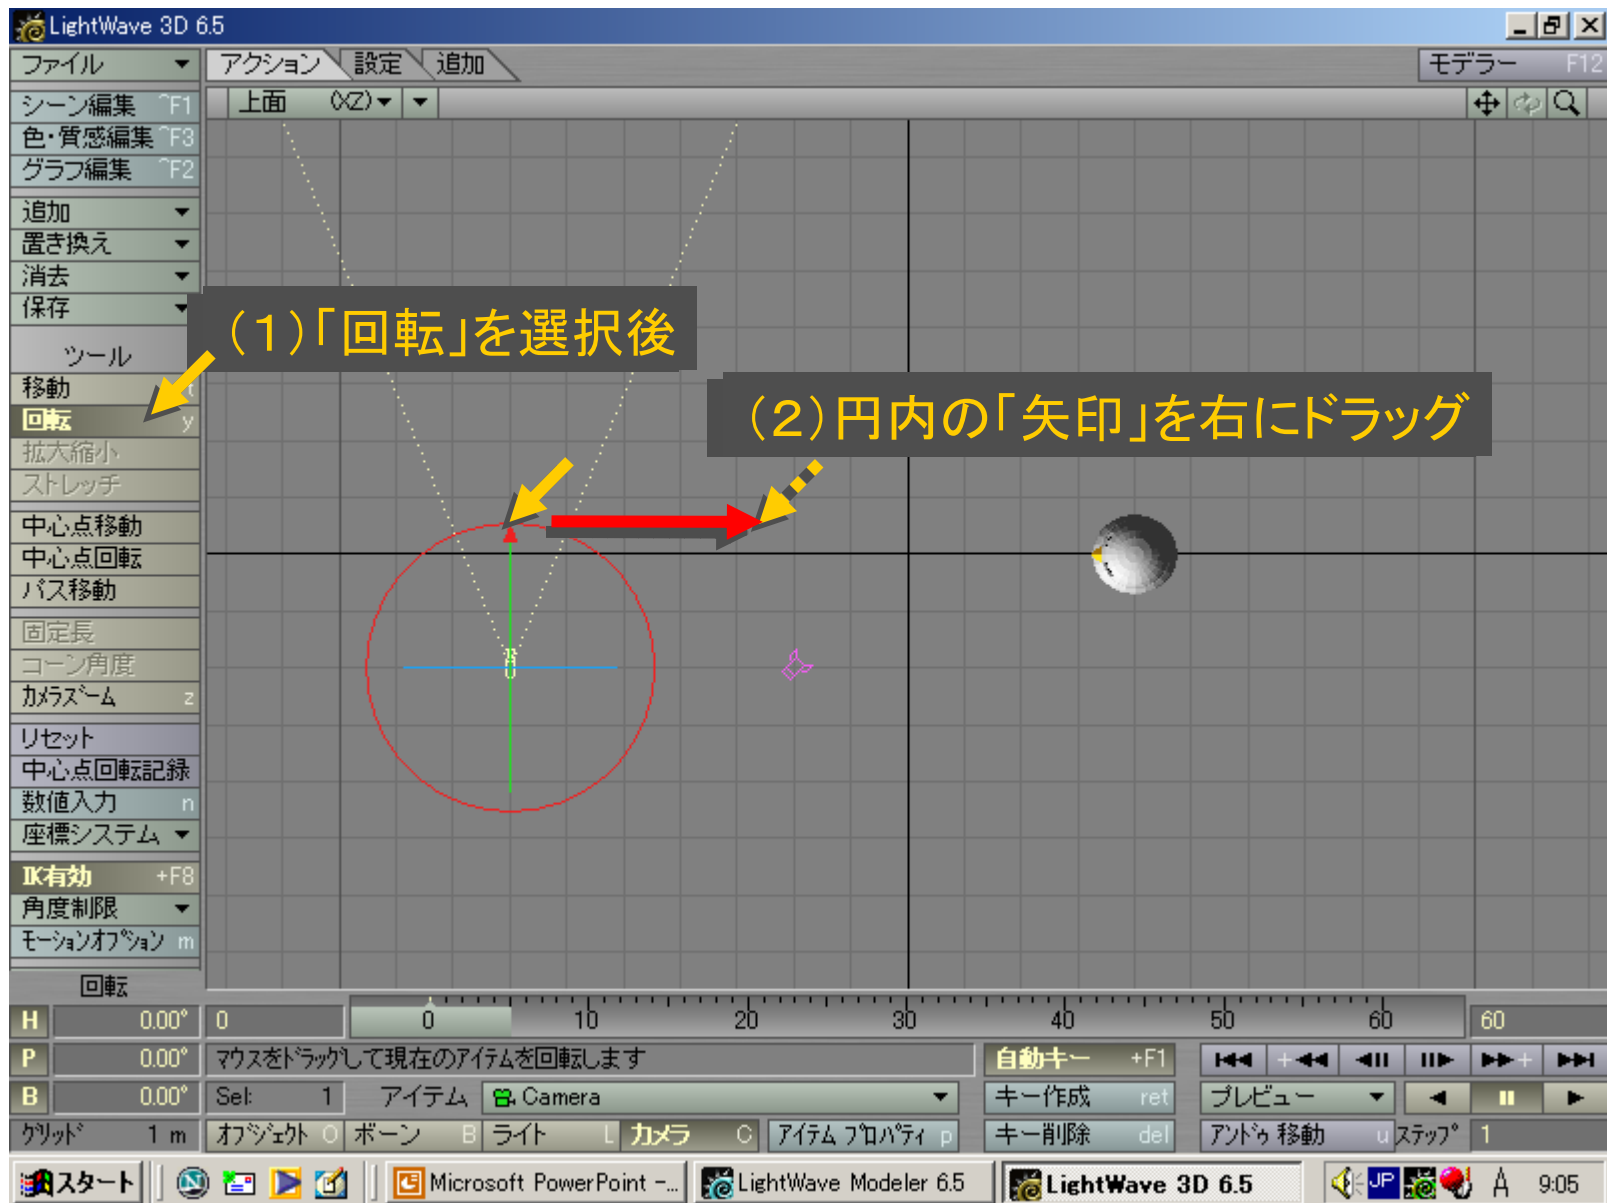 LightWave 3D 6.5
ファイル
アクション 設定 追加
モデラー F12
シーン編集 ^F1
上面 (XZ)
色・質感編集 ^F3
グラフ編集 ^F2
追加
置き換え
消去
保存
(1)「回転」を選択後
ツール
移動 t
(2)円内の「矢印」を右にドラッグ
回転 y
拡大縮小
ストレッチ
中心点移動
中心点回転
パス移動
固定長
コーン角度
カメラズーム z
リセット
中心点回転記録
数値入力 n
座標システム
IK有効 +F8
角度制限
モーションオプション m
回転
H 0.00° 0 0 10 20 30 40 50 60 60
P 0.00° マウスをドラッグして現在のアイテムを回転します 自動キー +F1
B 0.00° Sel: 1 アイテム Camera キー作成 ret プレビュー
グリッド 1 m オブジェクト O ボーン B ライト L カメラ C アイテム プロパティ p キー削除 del アンドゥ 移動 u ステップ 1
スタート Microsoft PowerPoint -... LightWave Modeler 6.5 LightWave 3D 6.5 JP A 9:05